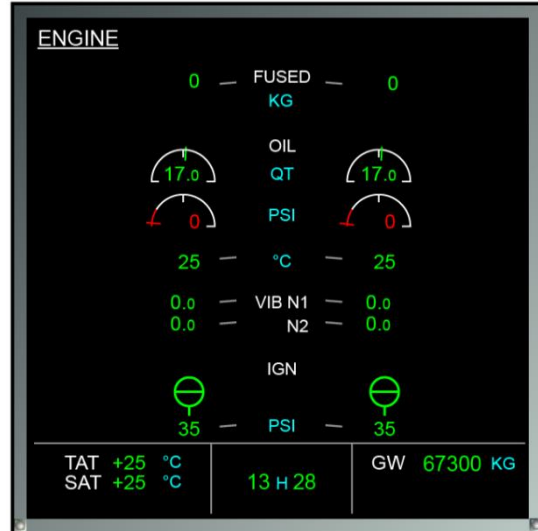 ENGINE
0 FUSED 0
KG
OIL
17.0 QT 17.0
0 PSI 0
25 °C 25
0.0 VIB N1 0.0
0.0 N2 0.0
IGN
35 PSI 35
TAT +25 °C
SAT +25 °C
13 H 28
GW 67300 KG